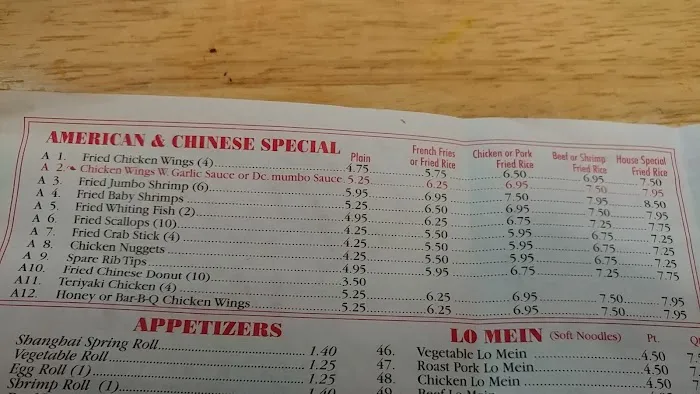 AMERICAN & CHINESE SPECIAL
Plain French Fries or Fried Rice Chicken or Pork Fried Rice Beef or Shrimp Fried Rice House Special Fried Rice
A 1. Fried Chicken Wings (4) 4.75 5.75 6.50 6.95 7.50
A 2. Chicken Wings W. Garlic Sauce or Dc. mumbo Sauce 5.25 6.25 6.95 7.50 7.95
A 3. Fried Jumbo Shrimp (6) 5.95 6.95 7.50 7.95 8.50
A 4. Fried Baby Shrimps 5.25 6.50 6.95 7.50 7.95
A 5. Fried Whiting Fish (2) 4.95 6.25 6.75 7.25 7.75
A 6. Fried Scallops (10) 4.25 5.50 6.75 7.25
A 7. Fried Crab Stick (4) 4.25 5.50 6.75 7.25
A 8. Chicken Nuggets 4.25 5.50 6.75 7.25
A 9. Spare Rib Tips 4.95 5.95 6.75 7.25 7.75
A10. Fried Chinese Donut (10) 3.50
A11. Teriyaki Chicken (4) 5.25 6.25 6.95 7.50 7.95
A12. Honey or Bar-B-Q Chicken Wings 5.25 6.25 6.95 7.50 7.95
APPETIZERS
Shanghai Spring Roll 1.40
Vegetable Roll 1.25
Egg Roll (1) 1.25
Shrimp Roll (1) 1.40
LO MEIN (Soft Noodles) Pt.
46. Vegetable Lo Mein 4.50
47. Roast Pork Lo Mein 4.50
48. Chicken Lo Mein 4.50
49. Beef Lo Mein